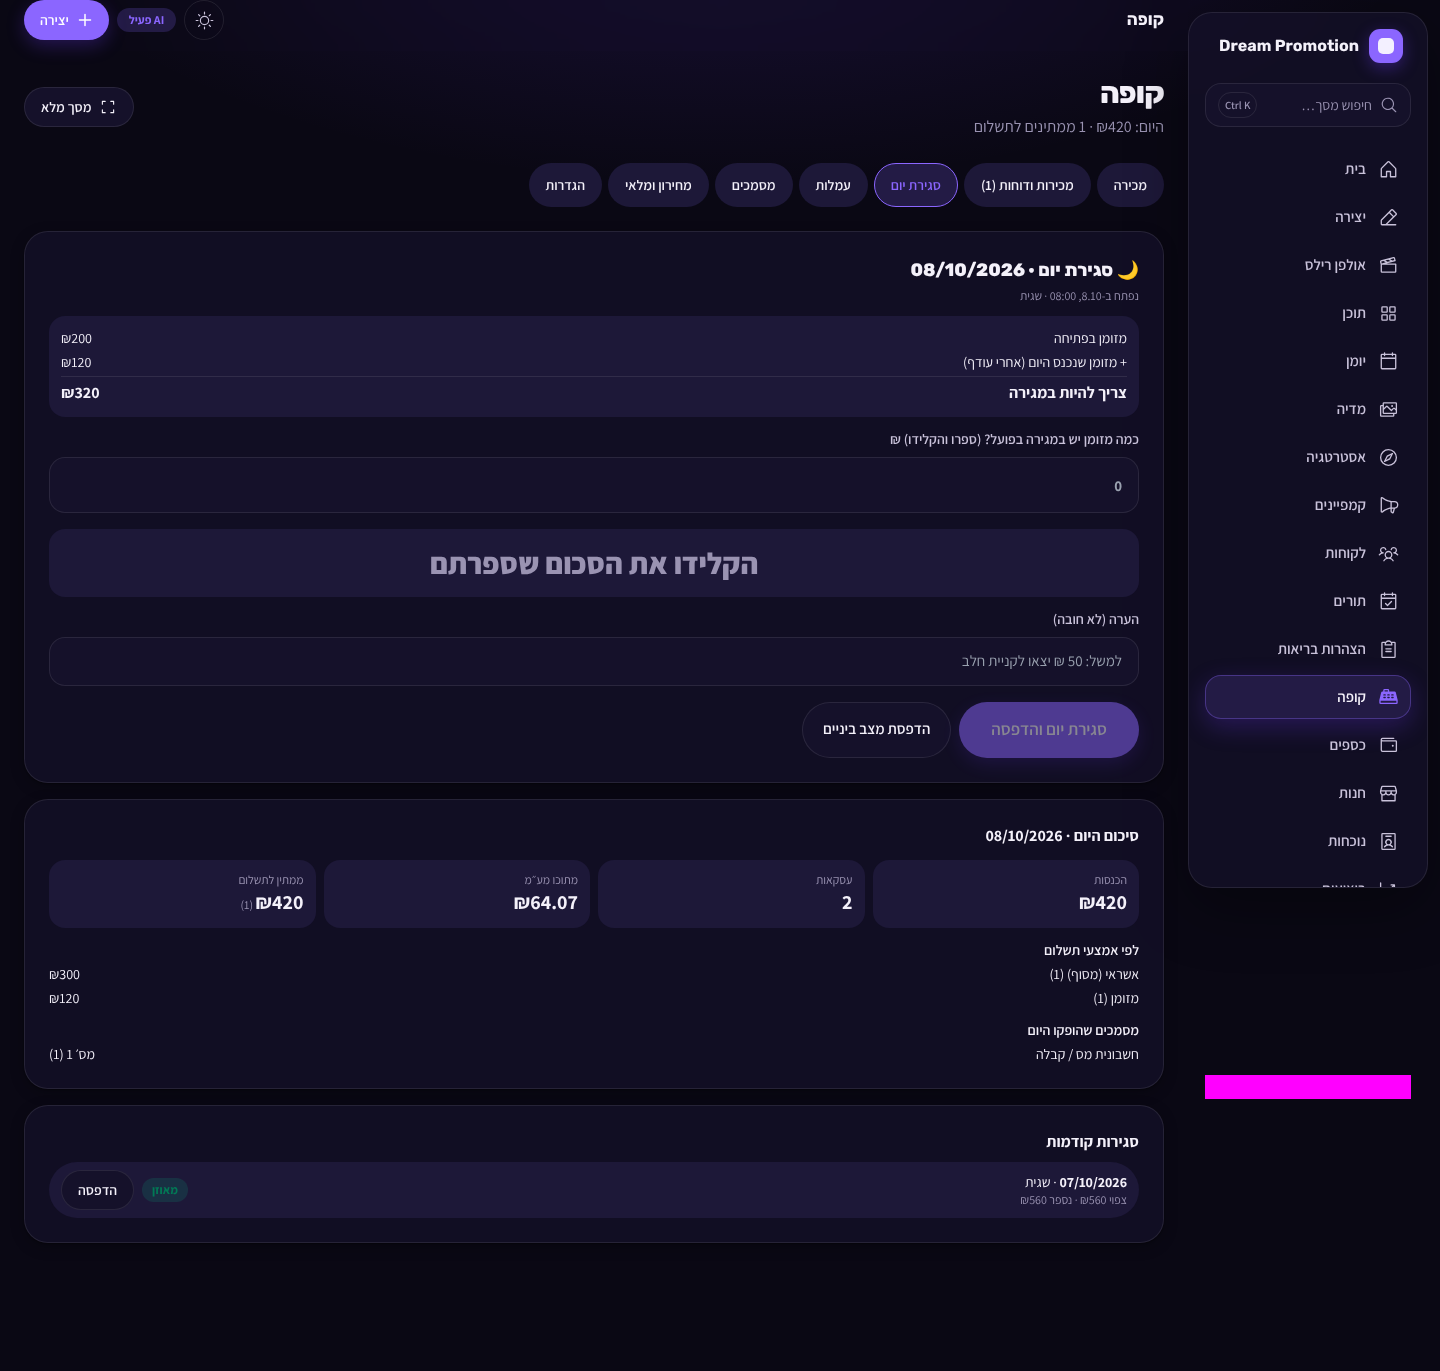 Dream Promotion
חיפוש מסך...
Ctrl K
בית
יצירה
אולפן רילס
תוכן
יומן
מדיה
אסטרטגיה
קמפיינים
לקוחות
תורים
הצהרות בריאות
קופה
כספים
חנות
נוכחות
קופה
AI פעיל
יצירה
קופה
היום: ₪420 · 1 ממתינים לתשלום
מסך מלא
מכירה
מכירות ודוחות (1)
סגירת יום
עמלות
מסמכים
מחירון ומלאי
הגדרות
🌙 סגירת יום · 08/10/2026
נפתח ב-8.10, 08:00 · שגית
מזומן בפתיחה ₪200
+ מזומן שנכנס היום (אחרי עודף) ₪120
צריך להיות במגירה ₪320
כמה מזומן יש במגירה בפועל? (ספרו והקלידו) ₪
0
הקלידו את הסכום שספרתם
הערה (לא חובה)
למשל: 50 ₪ יצאו לקניית חלב
סגירת יום והדפסה
הדפסת מצב ביניים
סיכום היום · 08/10/2026
הכנסות
₪420
עסקאות
2
מתוכו מע״מ
₪64.07
ממתין לתשלום
₪420 (1)
לפי אמצעי תשלום
אשראי (מסוף) (1) ₪300
מזומן (1) ₪120
מסמכים שהופקו היום
חשבונית מס / קבלה מס׳ 1 (1)
סגירות קודמות
07/10/2026 · שגית
צפוי ₪560 · נספר ₪560
מאוזן
הדפסה